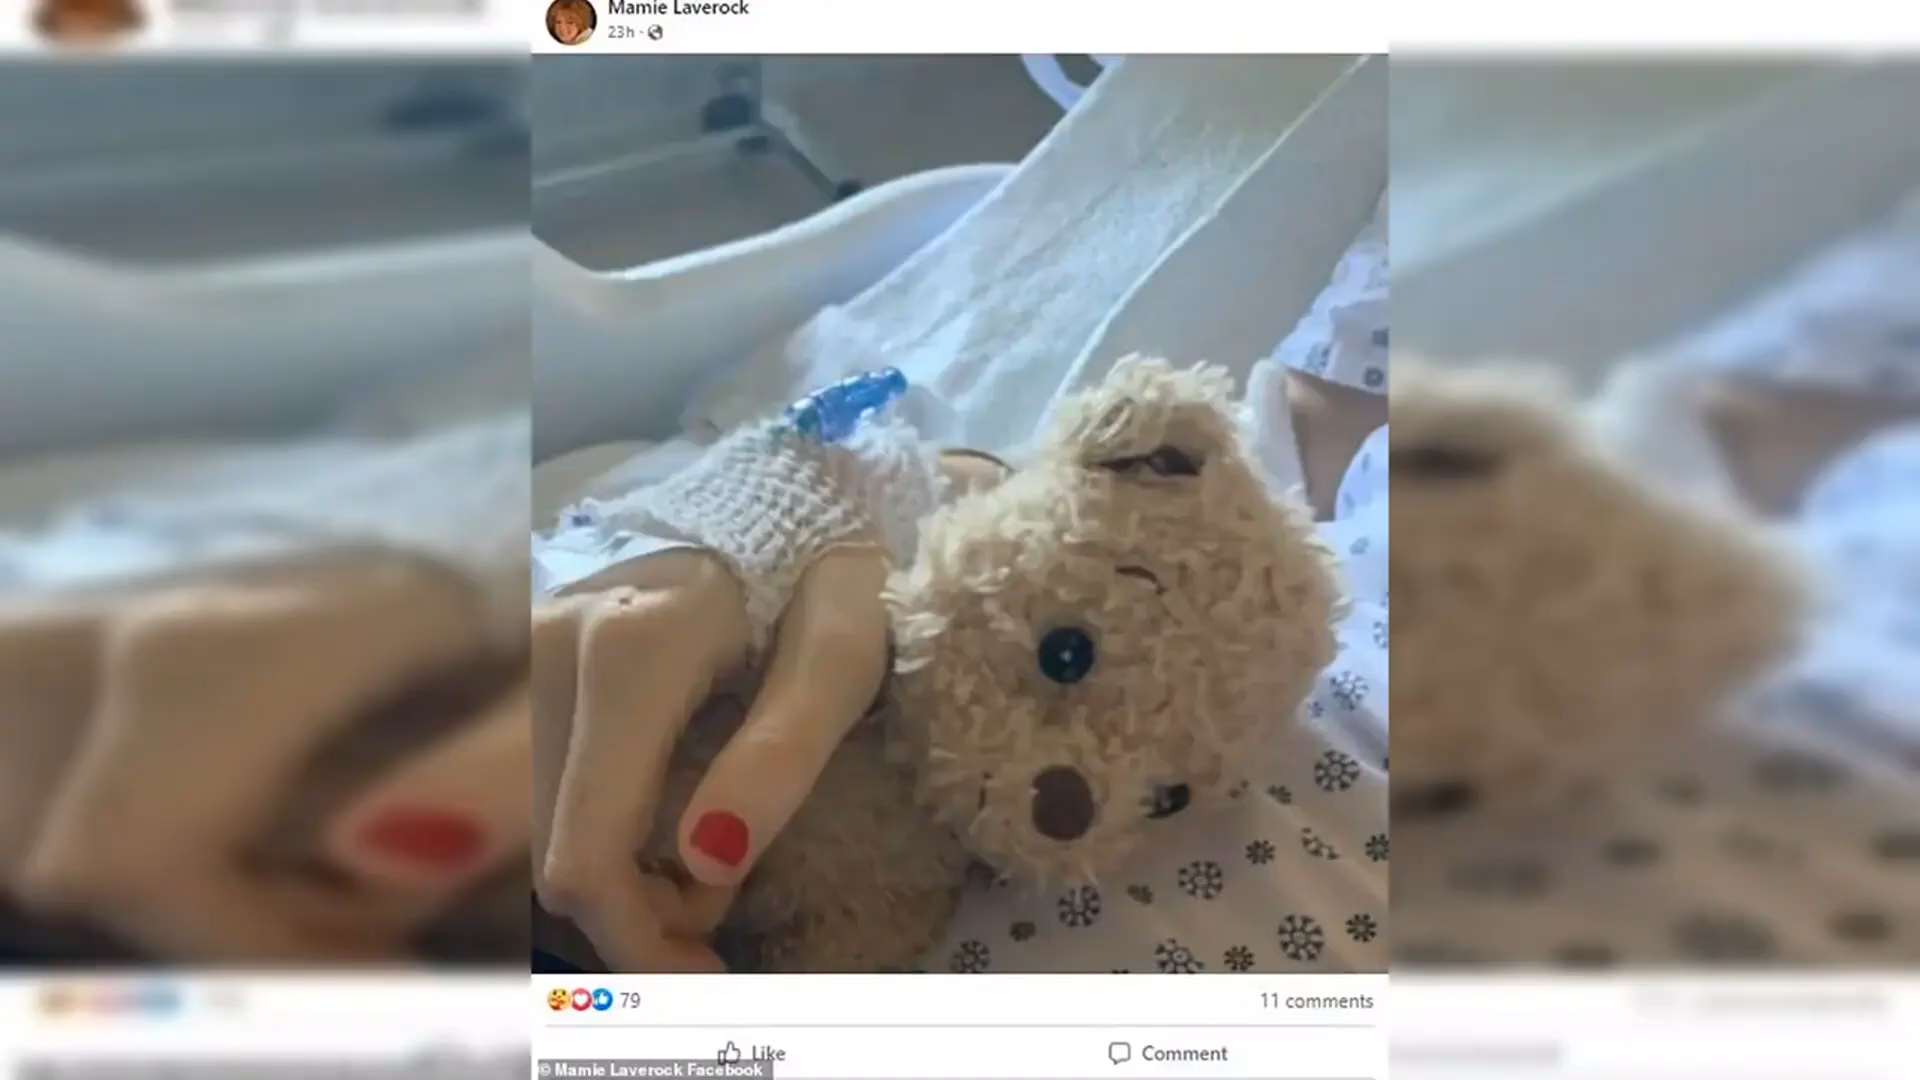 Mamie Laverock
23h
79
11 comments
Like
Comment
© Mamie Laverock Facebook